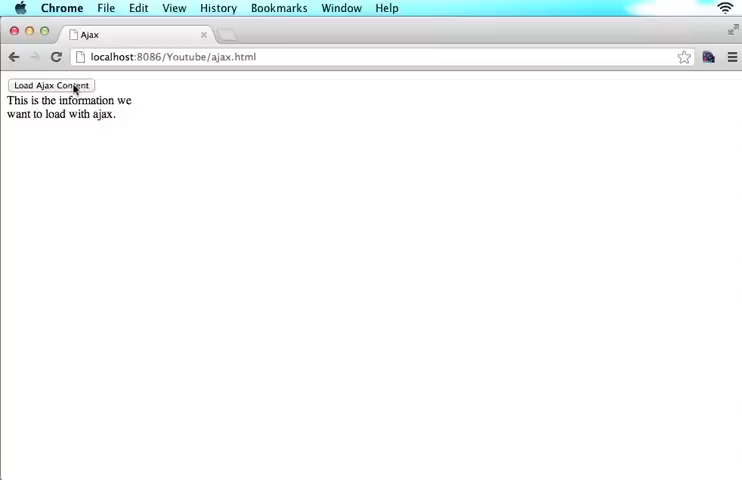 Chrome File Edit View History Bookmarks Window Help
Ajax
localhost:8086/Youtube/ajax.html
Load Ajax Content
This is the information we
want to load with ajax.